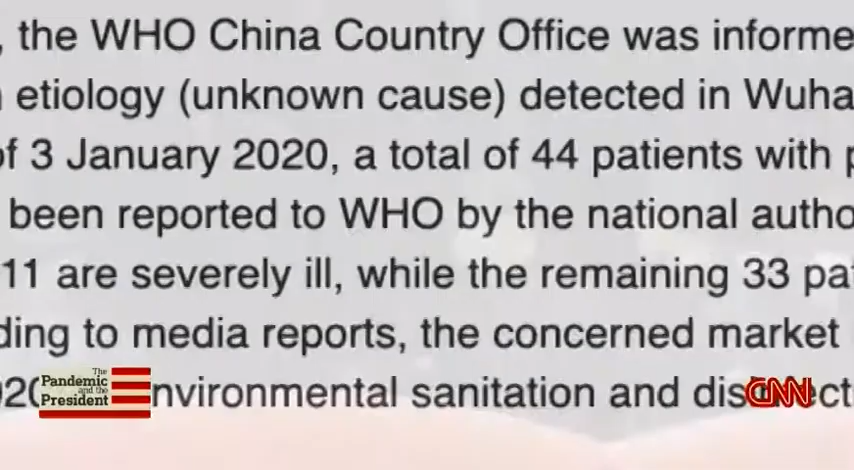 , the WHO China Country Office was informe
etiology (unknown cause) detected in Wuha
of 3 January 2020, a total of 44 patients with p
been reported to WHO by the national autho
11 are severely ill, while the remaining 33 pat
ding to media reports, the concerned market
nvironmental sanitation and dis
The
Pandemic
and the
President
CNN